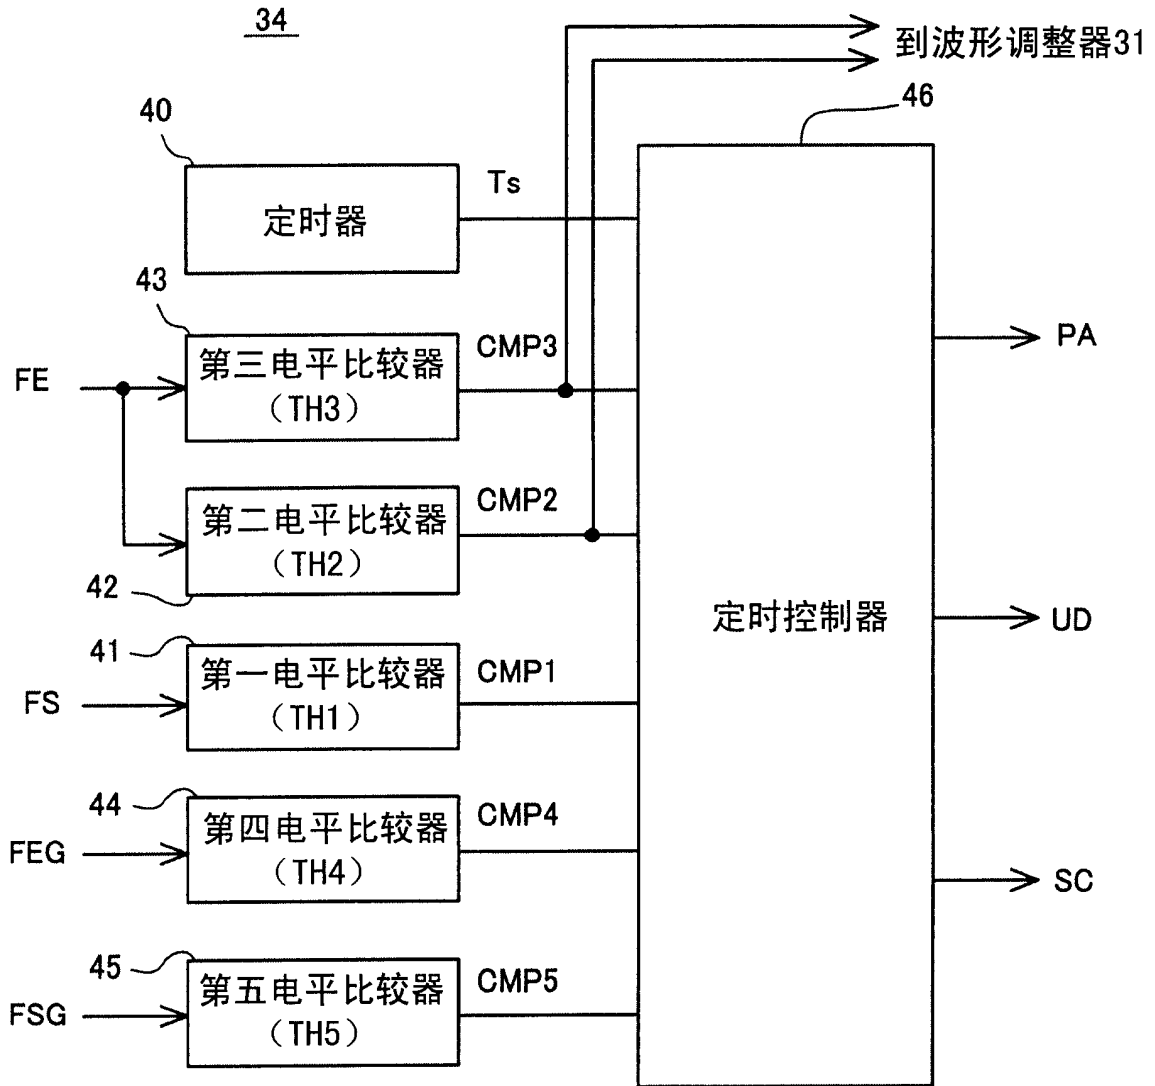 34
到波形调整器31
40
46
定时器
Ts
43
第三电平比较器
（TH3）
CMP3
FE
PA
第二电平比较器
（TH2）
CMP2
42
定时控制器
UD
41
第一电平比较器
（TH1）
CMP1
FS
44
第四电平比较器
（TH4）
CMP4
FEG
SC
45
第五电平比较器
（TH5）
CMP5
FSG